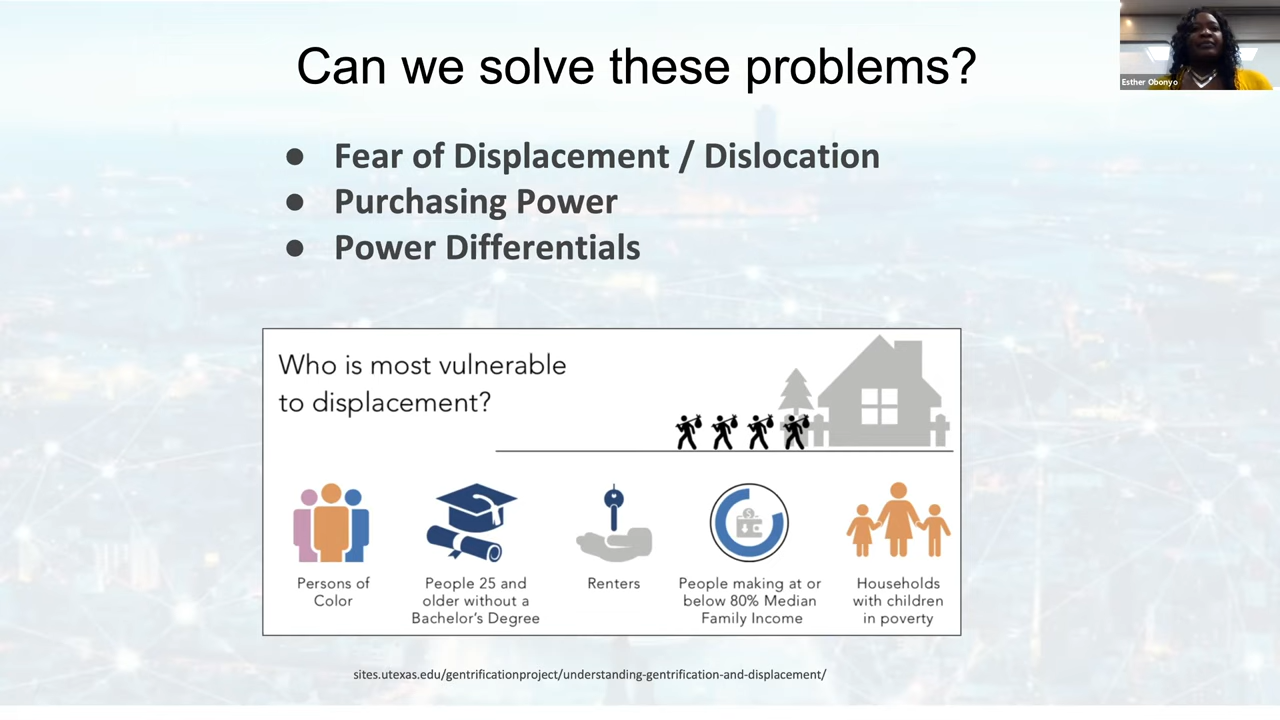 Can we solve these problems?
Esther Obonyo
● Fear of Displacement / Dislocation
● Purchasing Power
● Power Differentials
Who is most vulnerable
to displacement?
Persons of
Color
People 25 and
older without a
Bachelor's Degree
Renters
$
People making at or
below 80% Median
Family Income
Households
with children
in poverty
sites.utexas.edu/gentrificationproject/understanding-gentrification-and-displacement/